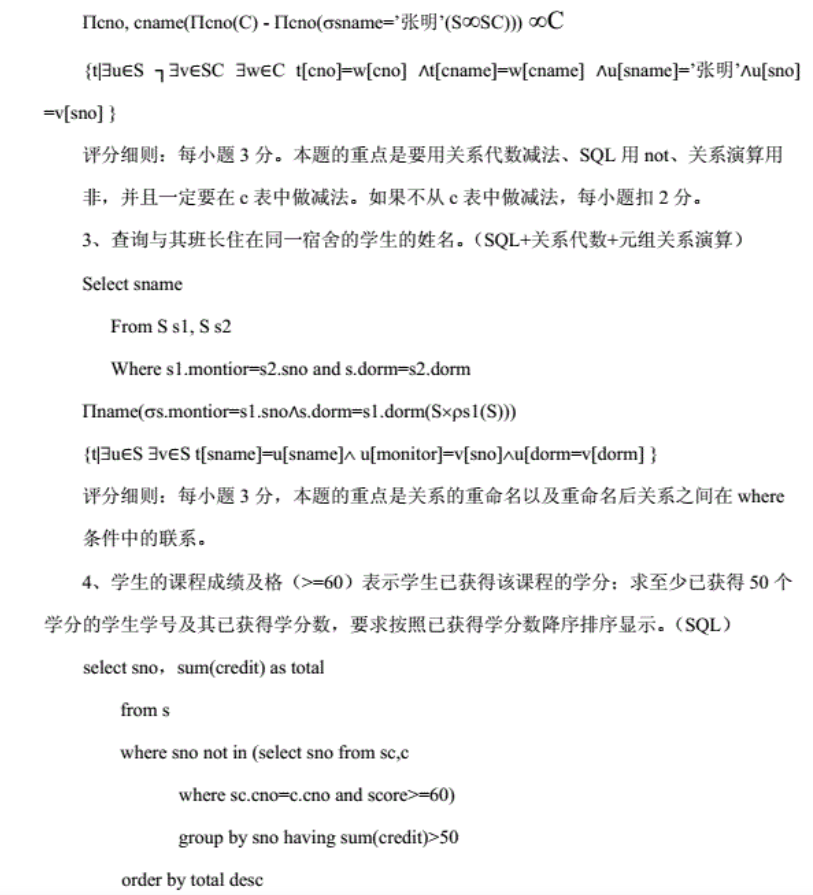 Πcno, cname(Πcno(C) - Πcno(σsname=’张明’(S∞SC))) ∞C
{t|∃u∈S ┐∃v∈SC ∃w∈C t[cno]=w[cno] ∧t[cname]=w[cname] ∧u[sname]=’张明’∧u[sno]
=v[sno] }
评分细则：每小题 3 分。本题的重点是要用关系代数减法、SQL 用 not、关系演算用
非，并且一定要在 c 表中做减法。如果不从 c 表中做减法，每小题扣 2 分。
3、查询与其班长住在同一宿舍的学生的姓名。（SQL+关系代数+元组关系演算）
Select sname
From S s1, S s2
Where s1.montior=s2.sno and s.dorm=s2.dorm
Πname(σs.montior=s1.sno∧s.dorm=s1.dorm(S×ρs1(S)))
{t|∃u∈S ∃v∈S t[sname]=u[sname]∧ u[monitor]=v[sno]∧u[dorm=v[dorm] }
评分细则：每小题 3 分，本题的重点是关系的重命名以及重命名后关系之间在 where
条件中的联系。
4、学生的课程成绩及格（>=60）表示学生已获得该课程的学分；求至少已获得 50 个
学分的学生学号及其已获得学分数，要求按照已获得学分数降序排序显示。（SQL）
select sno，sum(credit) as total
from s
where sno not in (select sno from sc,c
where sc.cno=c.cno and score>=60)
group by sno having sum(credit)>50
order by total desc